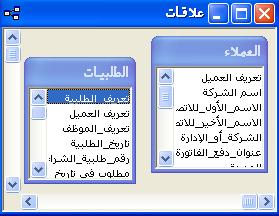 علاقات
العملاء
تعريف العميل
اسم الشركة
الاسم_الأول_للاتص
الاسم_الأخير_للاتص
الشركة_أو_الإدارة
عنوان_دفع_الفاتورة
الطلبيات
تعريف_الطلبية
تعريف العميل
تعريف_الموظف
تاريخ_الطلبية
رقم_طلبية_الشرا
مطلوب في تاريخ